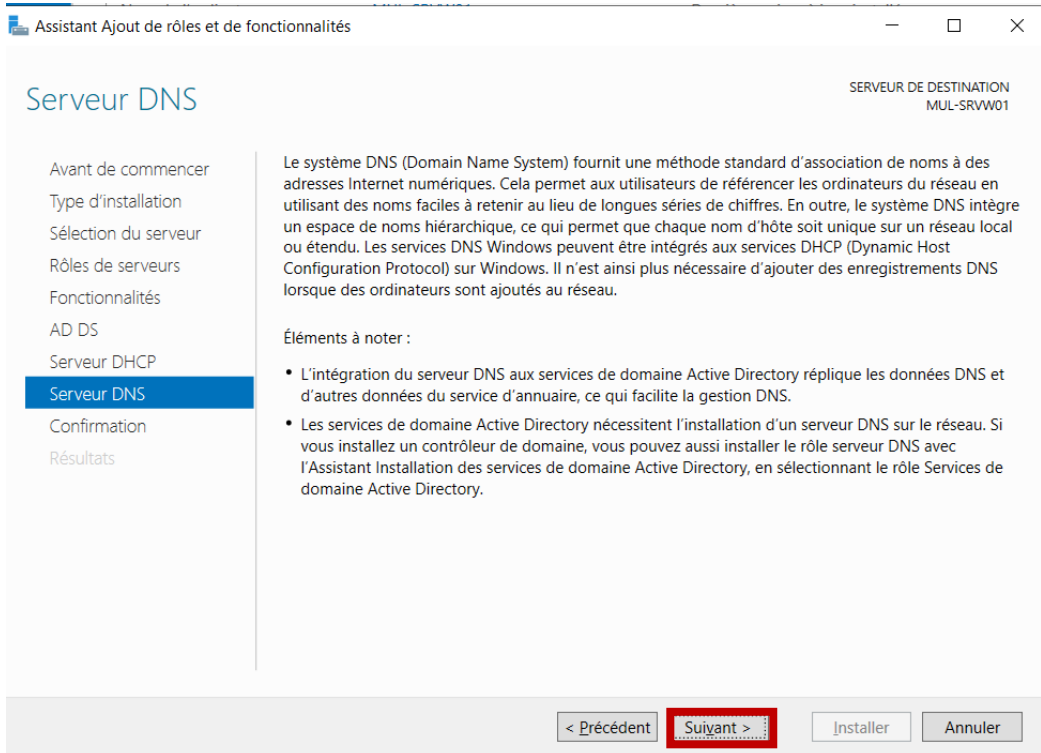 Assistant Ajout de rôles et de fonctionnalités
Serveur DNS
SERVEUR DE DESTINATION
MUL-SRVW01
Avant de commencer
Type d'installation
Sélection du serveur
Rôles de serveurs
Fonctionnalités
AD DS
Serveur DHCP
Serveur DNS
Confirmation
Résultats
Le système DNS (Domain Name System) fournit une méthode standard d'association de noms à des
adresses Internet numériques. Cela permet aux utilisateurs de référencer les ordinateurs du réseau en
utilisant des noms faciles à retenir au lieu de longues séries de chiffres. En outre, le système DNS intègre
un espace de noms hiérarchique, ce qui permet que chaque nom d'hôte soit unique sur un réseau local
ou étendu. Les services DNS Windows peuvent être intégrés aux services DHCP (Dynamic Host
Configuration Protocol) sur Windows. Il n'est ainsi plus nécessaire d'ajouter des enregistrements DNS
lorsque des ordinateurs sont ajoutés au réseau.
Éléments à noter :
• L'intégration du serveur DNS aux services de domaine Active Directory réplique les données DNS et
d'autres données du service d'annuaire, ce qui facilite la gestion DNS.
• Les services de domaine Active Directory nécessitent l'installation d'un serveur DNS sur le réseau. Si
vous installez un contrôleur de domaine, vous pouvez aussi installer le rôle serveur DNS avec
l'Assistant Installation des services de domaine Active Directory, en sélectionnant le rôle Services de
domaine Active Directory.
< Précédent
Suivant >
Installer
Annuler